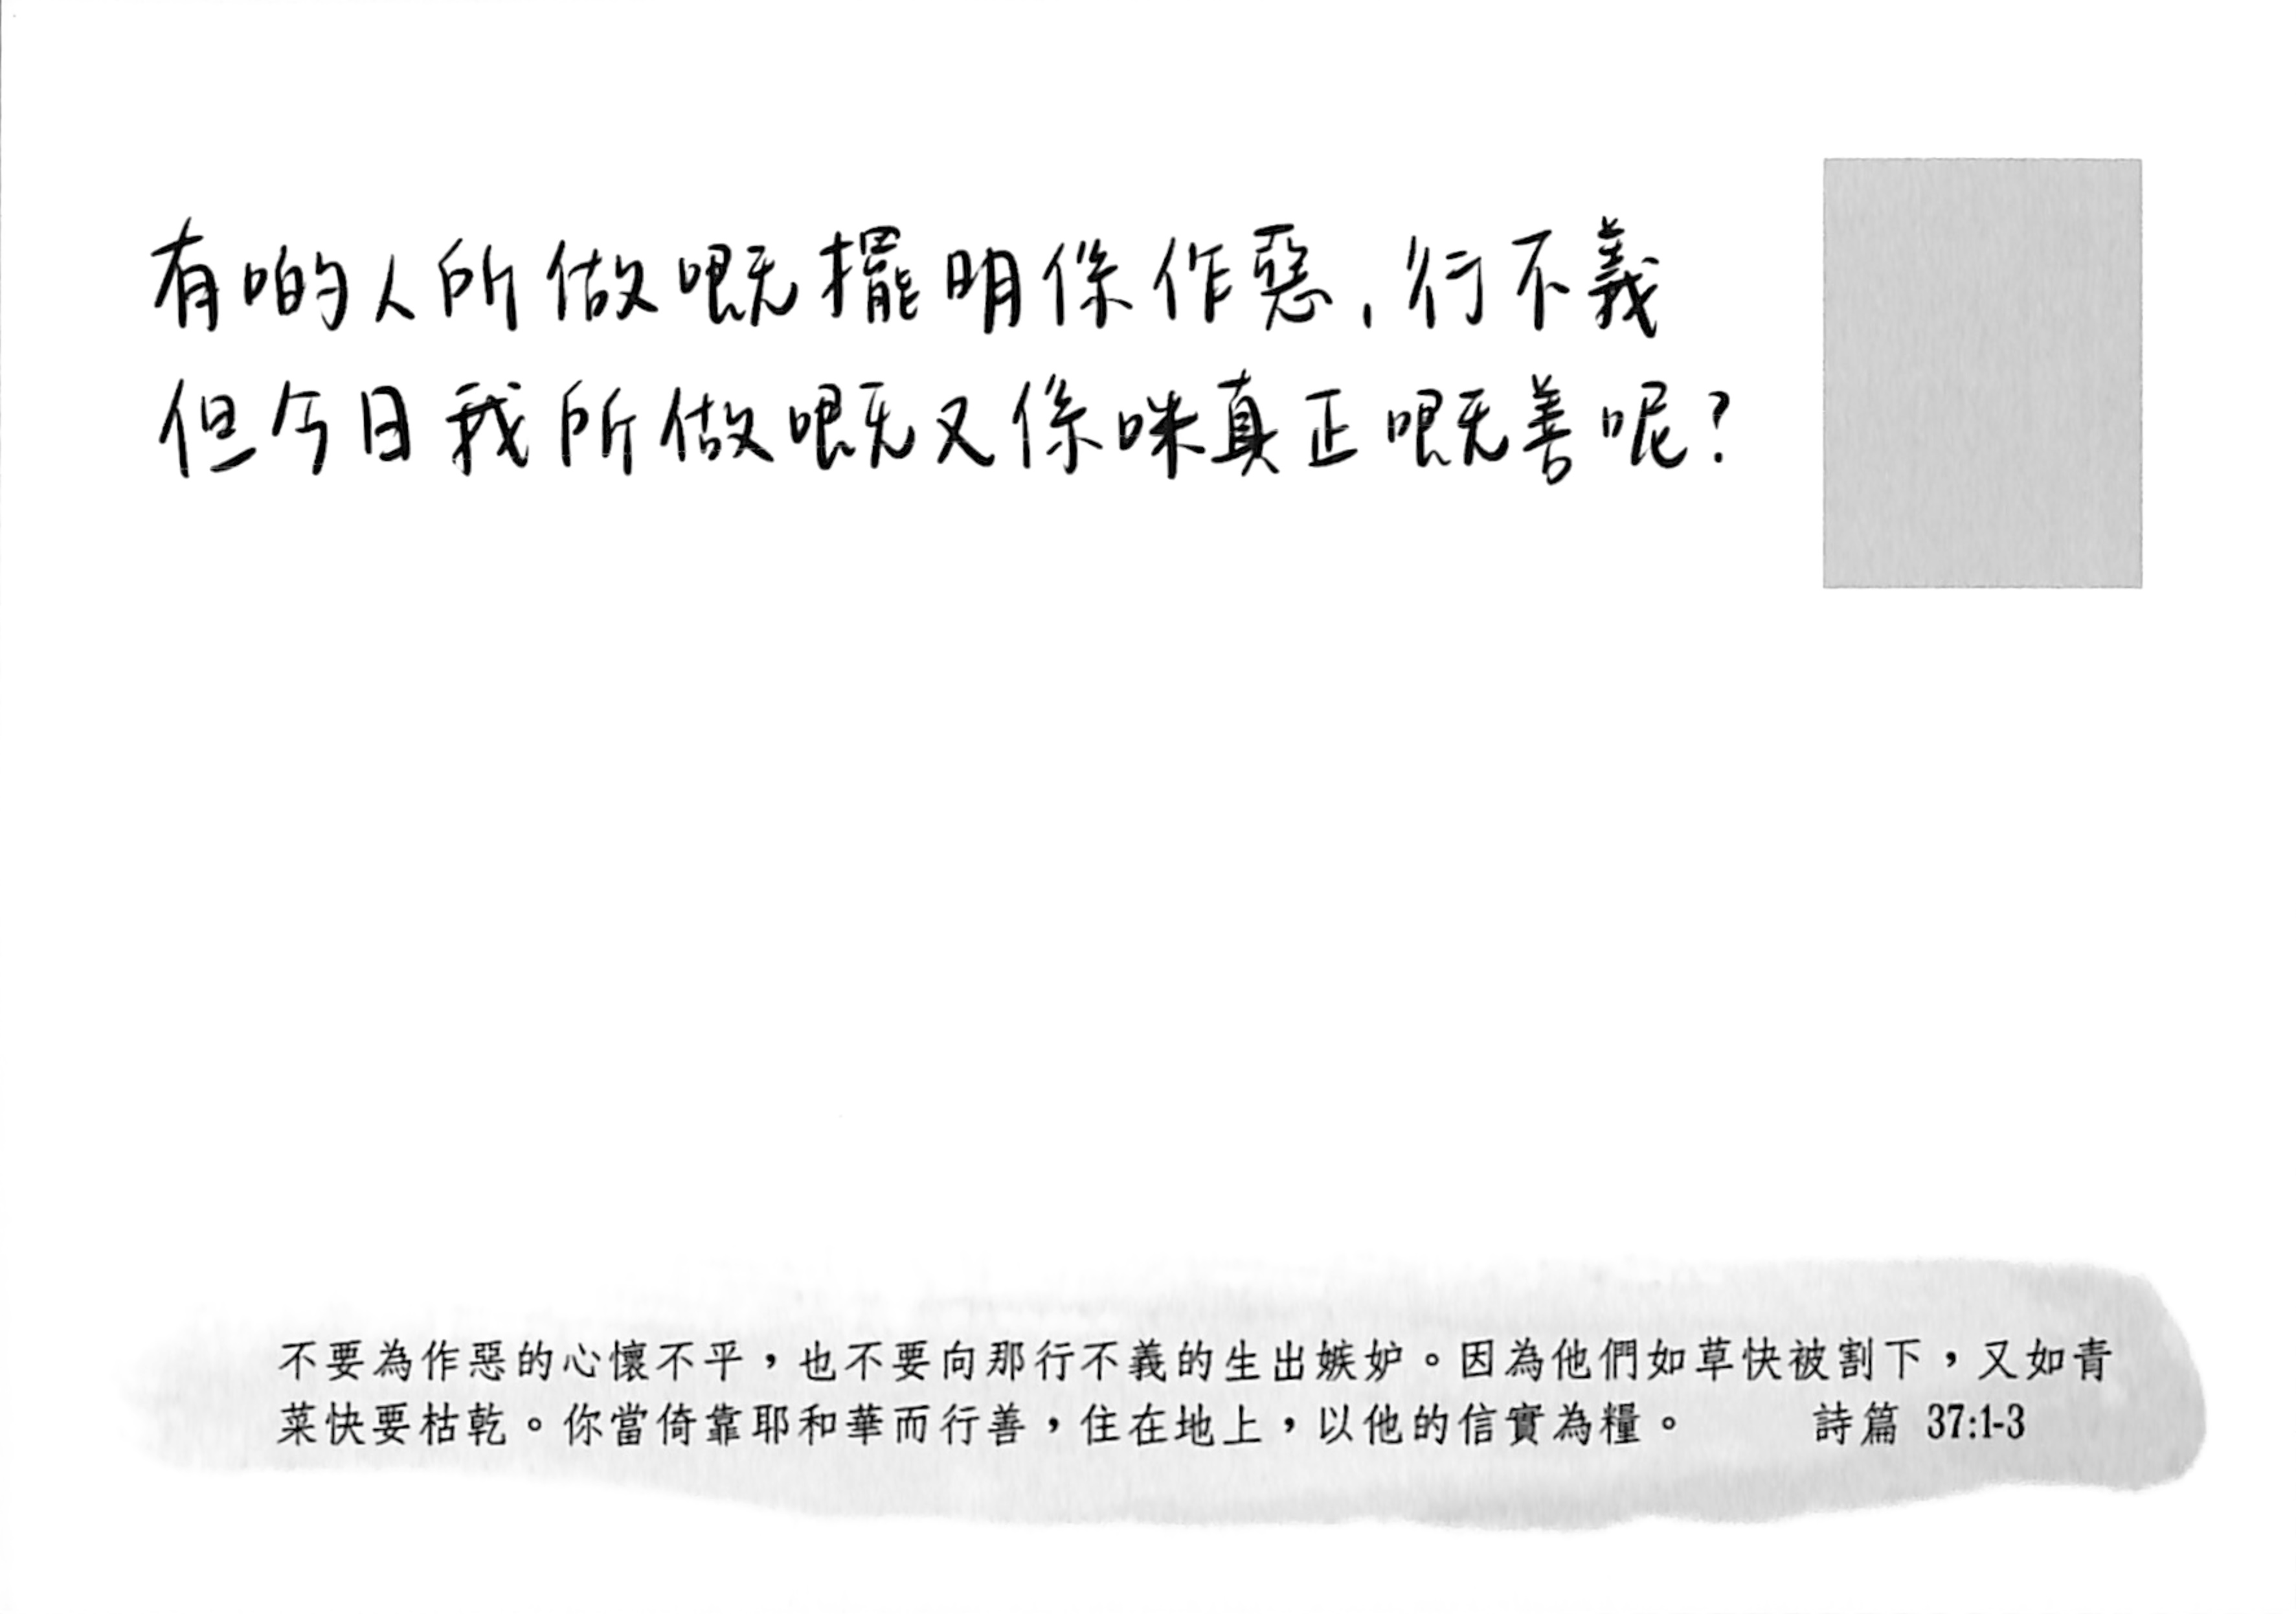 有啲人所做嘅擺明係作惡，行不義
但今日我所做嘅又係咪真正嘅善呢？
不要為作惡的心懷不平，也不要向那行不義的生出嫉妒。因為他們如草快被割下，又如青
菜快要枯乾。你當倚靠耶和華而行善，住在地上，以他的信實為糧。 詩篇 37:1-3